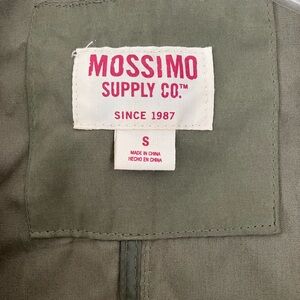 MOSSIMO
SUPPLY CO.™
SINCE 1987
S
MADE IN CHINA
HECHO EN CHINA